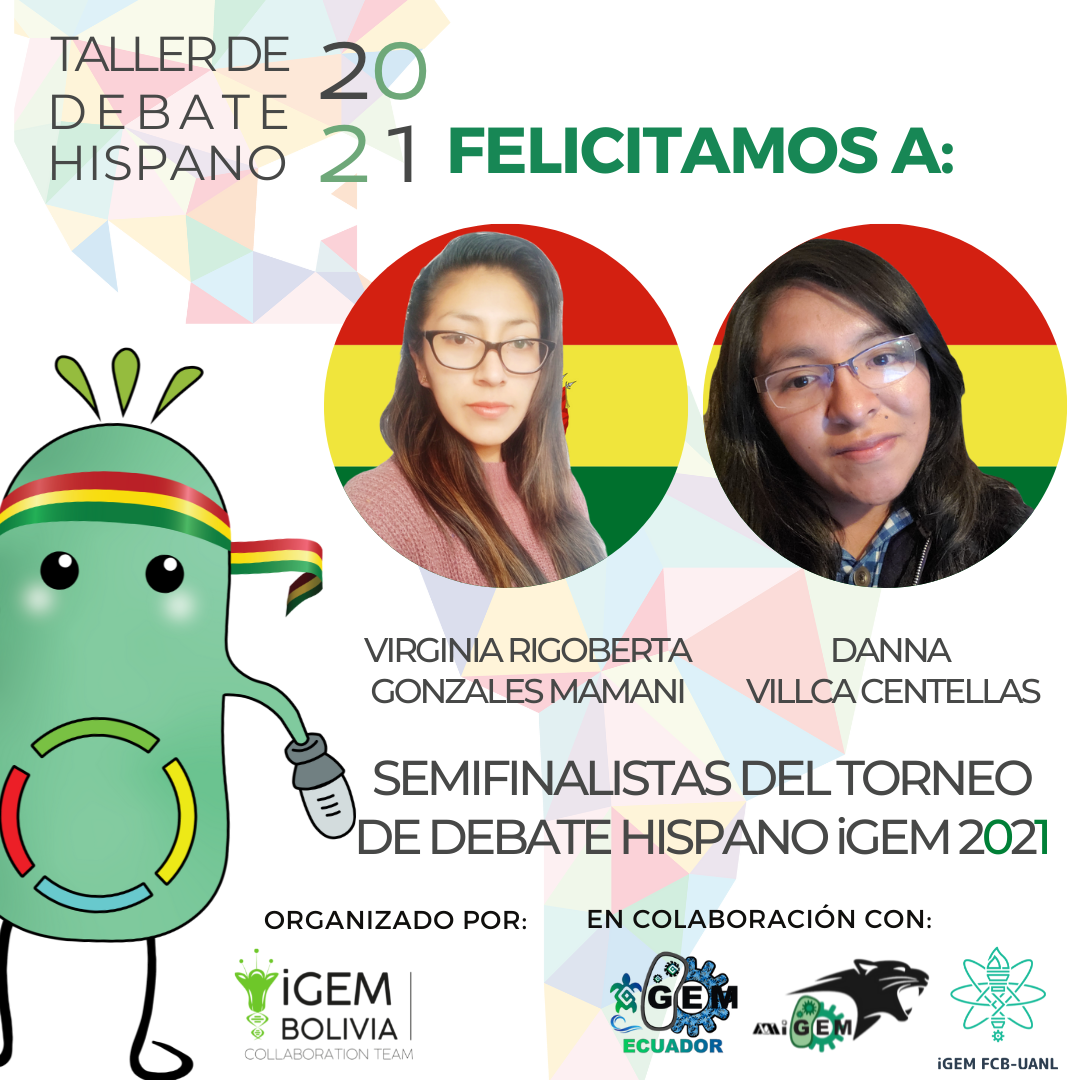 TALLER DE
DEBATE
HISPANO
20
21
FELICITAMOS A:
VIRGINIA RIGOBERTA
GONZALES MAMANI
DANNA
VILLCA CENTELLAS
SEMIFINALISTAS DEL TORNEO
DE DEBATE HISPANO iGEM 2021
ORGANIZADO POR:
EN COLABORACIÓN CON:
iGEM
BOLIVIA
COLLABORATION TEAM
iGEM
ECUADOR
AMiGEM
iGEM FCB-UANL